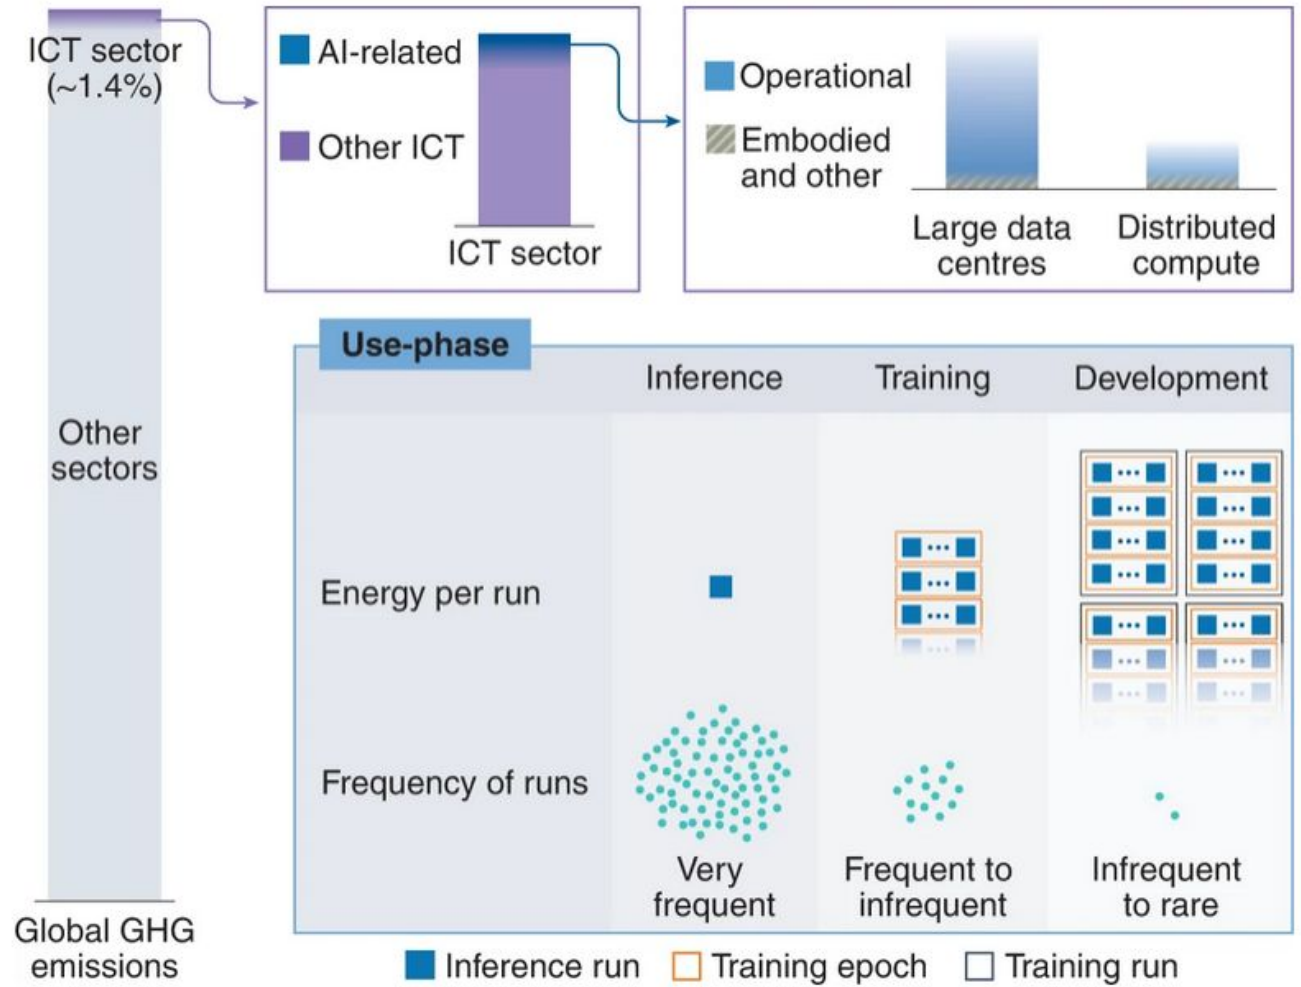 ICT sector
(~1.4%)
Other
sectors
Global GHG
emissions
AI-related
Other ICT
ICT sector
Operational
Embodied
and other
Large data
centres
Distributed
compute
Use-phase
Inference
Training
Development
Energy per run
Frequency of runs
Very
frequent
Frequent to
infrequent
Infrequent
to rare
Inference run
Training epoch
Training run